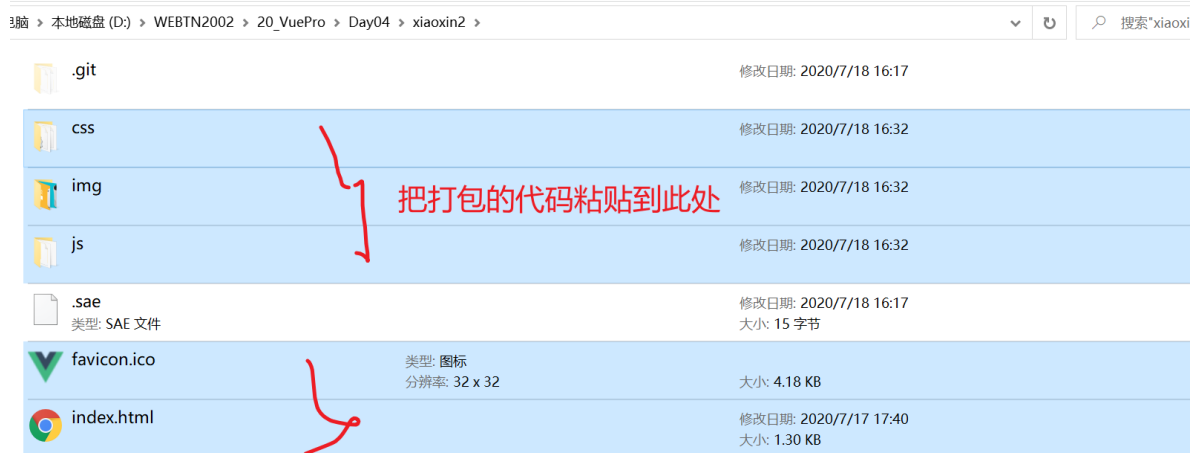 电脑 › 本地磁盘 (D:) › WEBTN2002 › 20_VuePro › Day04 › xiaoxin2 ›
搜索"xiaoxi
.git
修改日期: 2020/7/18 16:17
css
修改日期: 2020/7/18 16:32
img
修改日期: 2020/7/18 16:32
把打包的代码粘贴到此处
js
修改日期: 2020/7/18 16:32
.sae
修改日期: 2020/7/18 16:17
类型: SAE 文件
大小: 15 字节
favicon.ico
类型: 图标
分辨率: 32 x 32
大小: 4.18 KB
index.html
修改日期: 2020/7/17 17:40
大小: 1.30 KB